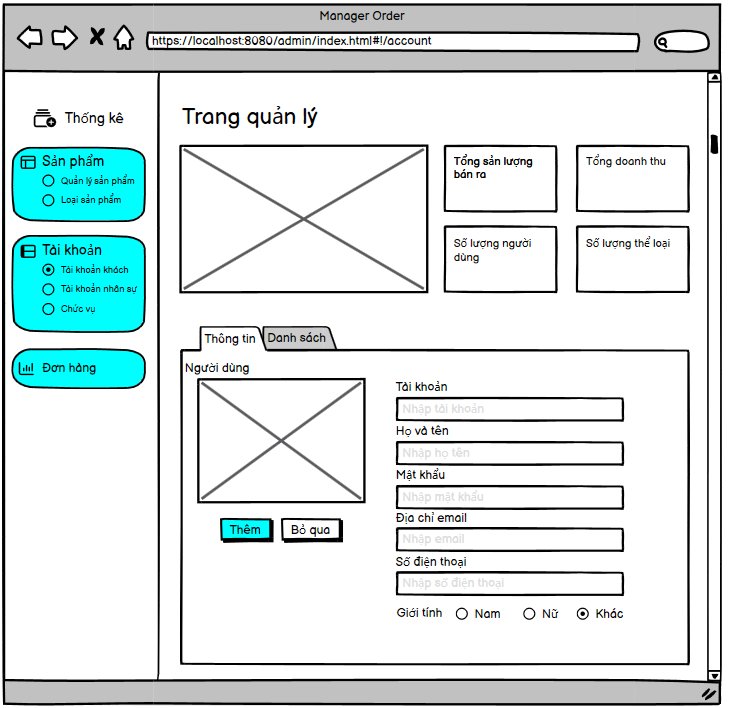 Manager Order
https://localhost:8080/admin/index.html#!/account
Thống kê
Sản phẩm
Quản lý sản phẩm
Loại sản phẩm
Tài khoản
Tài khoản khách
Tài khoản nhân sự
Chức vụ
Đơn hàng
Trang quản lý
Tổng sản lượng
bán ra
Tổng doanh thu
Số lượng người
dùng
Số lượng thể loại
Thông tin
Danh sách
Người dùng
Thêm
Bỏ qua
Tài khoản
Nhập tài khoản
Họ và tên
Nhập họ tên
Mật khẩu
Nhập mật khẩu
Địa chỉ email
Nhập email
Số điện thoại
Nhập số điện thoại
Giới tính Nam Nữ Khác